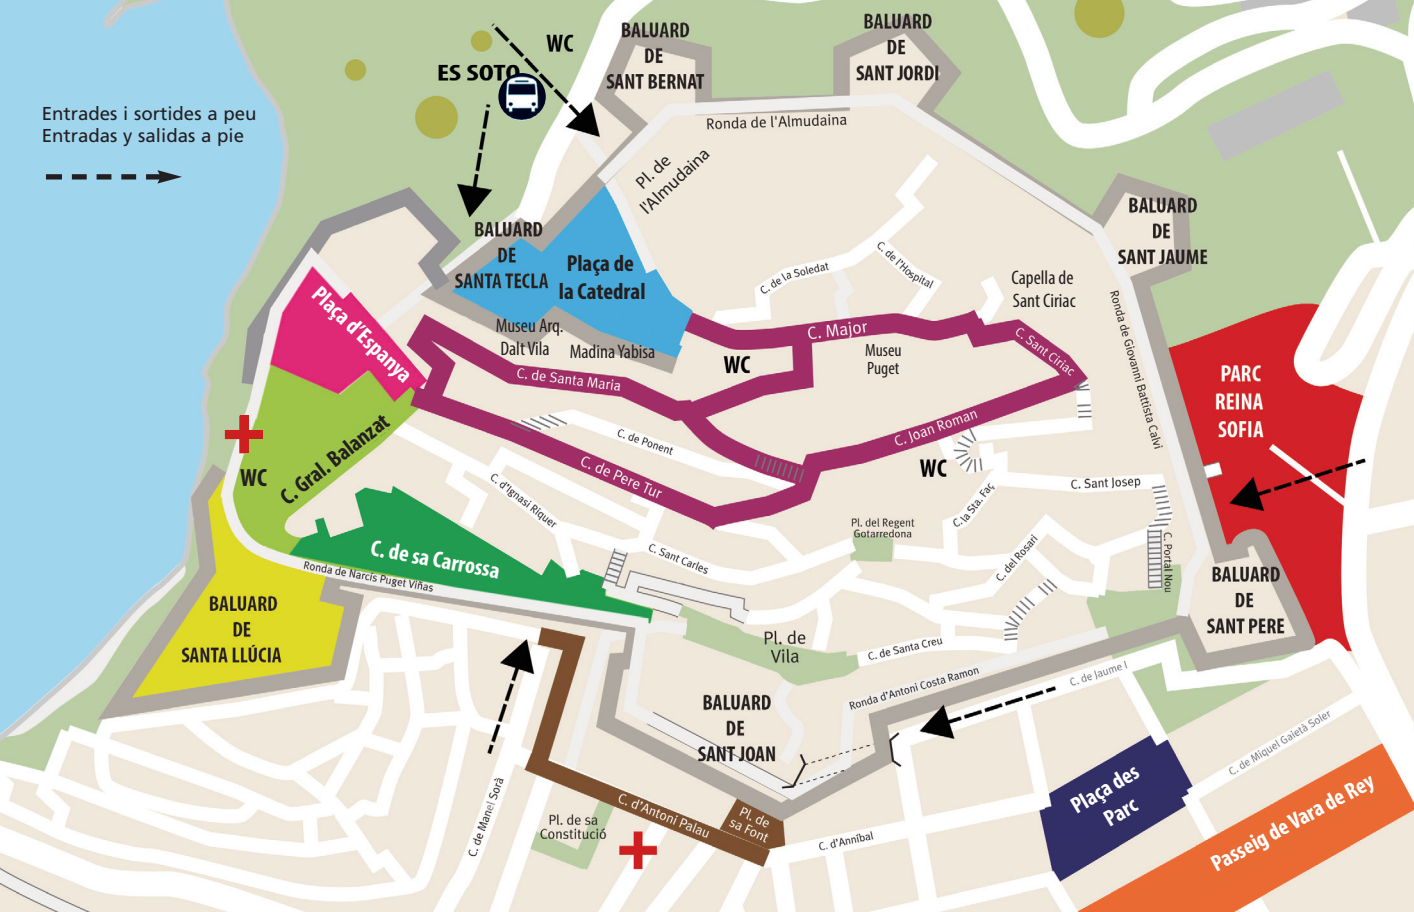 BALUARD
DE
SANT BERNAT
BALUARD
DE
SANT JORDI
WC
ES SOTO
Entrades i sortides a peu
Entradas y salidas a pie
Ronda de l'Almudaina
Pl. de
l'Almudaina
BALUARD
DE
SANT JAUME
BALUARD
DE
SANTA TECLA
Plaça de
la Catedral
C. de la Soledat
C. de l'Hospital
Capella de
Sant Ciriac
Plaça d'Espanya
Museu Arq.
Dalt Vila
Madina Yabisa
WC
C. Major
Museu
Puget
C. Sant Ciriac
Ronda de Giovanni Battista Calvi
PARC
REINA
SOFIA
C. de Santa Maria
C. Joan Roman
C. de Ponent
C. de Pere Tur
WC
WC
C. Gral. Balanzat
C. d'Ignasi Riquer
C. la Sta. Faç
C. Sant Josep
Pl. del Regent
Gotarredona
C. de sa Carrossa
C. Sant Carles
C. del Rosari
C. Portal Nou
Ronda de Narcís Puget Viñas
BALUARD
DE
SANTA LLÚCIA
BALUARD
DE
SANT PERE
Pl. de
Vila
C. de Santa Creu
Ronda d'Antoni Costa Ramon
C. de Jaume I
BALUARD
DE
SANT JOAN
C. de Miquel Gaietà Soler
C. de Manel Sorà
Pl. de sa
Constitució
C. d'Antoni Palau
Pl. de
sa Font
C. d'Anníbal
Plaça des
Parc
Passeig de Vara de Rey